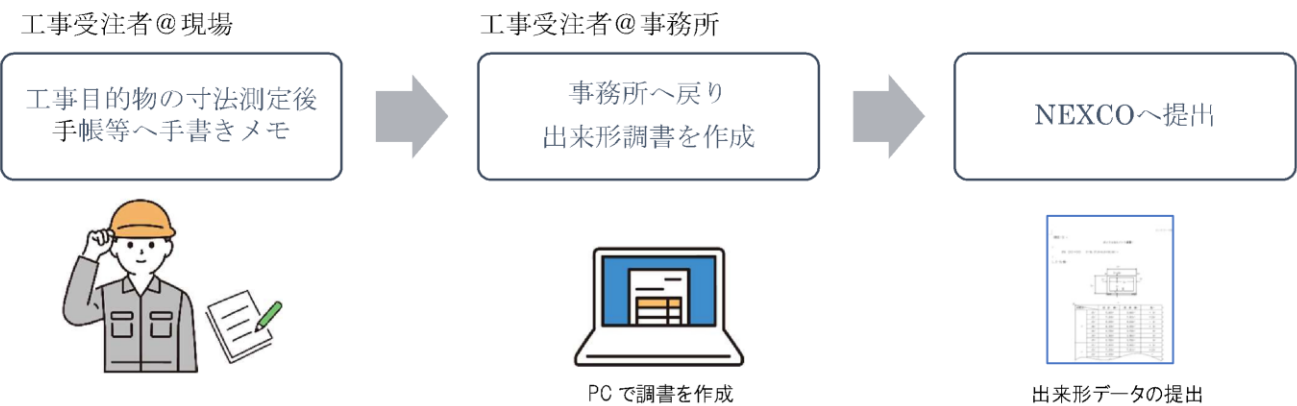 工事受注者＠現場
工事受注者＠事務所
工事目的物の寸法測定後
手帳等へ手書きメモ
事務所へ戻り
出来形調書を作成
NEXCOへ提出
PCで調書を作成
出来形データの提出